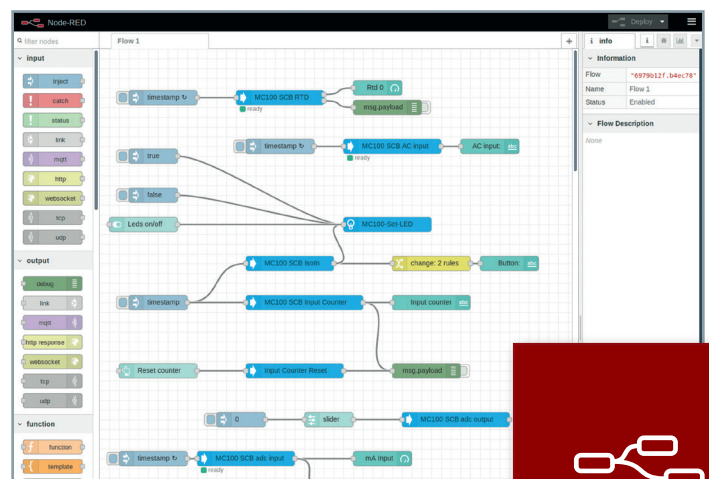 Node-RED
Deploy
filter nodes
Flow 1
info
i
input
inject
catch
status
link
mqtt
http
websocket
tcp
udp
output
debug
link
mqtt
http response
websocket
tcp
udp
function
function
template
timestamp ↻
MC100 SCB RTD
ready
Rtd 0
msg.payload
timestamp ↻
MC100 SCB AC input
ready
AC input:
abc
true
false
Leds on/off
MC100-Set-LED
MC100 SCB IsoIn
change: 2 rules
Button:
abc
timestamp
MC100 SCB Input Counter
Input counter
abc
Reset counter
Input Counter Reset
msg.payload
0
slider
MC100 SCB adc output
timestamp ↻
MC100 SCB adc input
ready
mA Input
Information
Flow "6979b12f.b4ec78"
Name Flow 1
Status Enabled
Flow Description
None